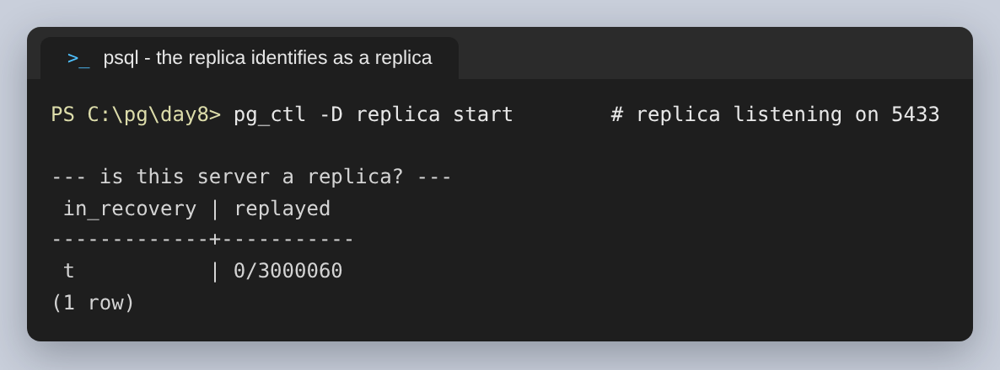 >_ psql - the replica identifies as a replica
PS C:\pg\day8> pg_ctl -D replica start        # replica listening on 5433
--- is this server a replica? ---
 in_recovery | replayed
-------------+-----------
 t           | 0/3000060
(1 row)